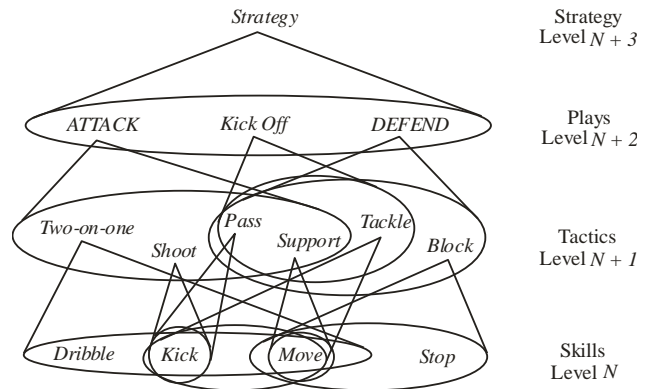 Strategy
Strategy
Level N + 3
ATTACK
Kick Off
DEFEND
Plays
Level N + 2
Two-on-one
Shoot
Pass
Support
Tackle
Block
Tactics
Level N + 1
Dribble
Kick
Move
Stop
Skills
Level N